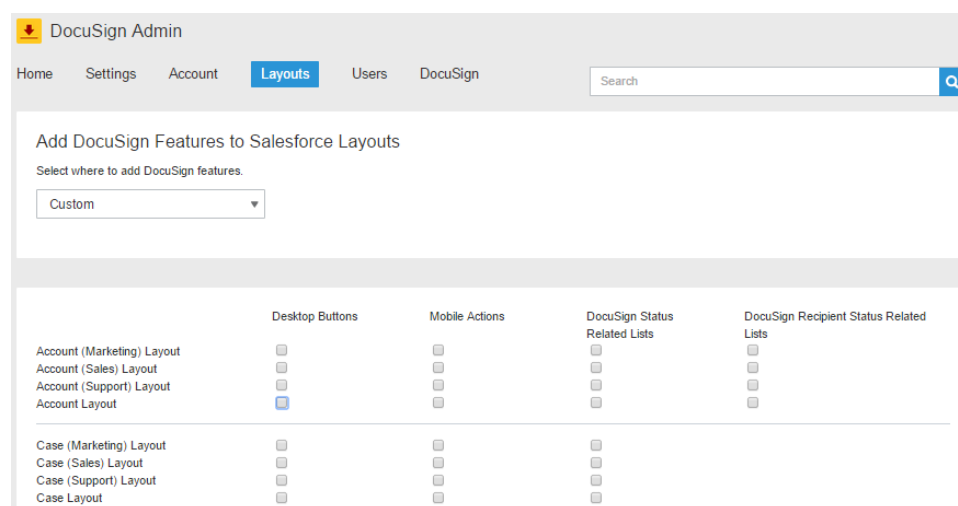 DocuSign Admin
Home Settings Account Layouts Users DocuSign
Search
Add DocuSign Features to Salesforce Layouts
Select where to add DocuSign features.
Custom
Desktop Buttons Mobile Actions DocuSign Status Related Lists DocuSign Recipient Status Related Lists
Account (Marketing) Layout
Account (Sales) Layout
Account (Support) Layout
Account Layout
Case (Marketing) Layout
Case (Sales) Layout
Case (Support) Layout
Case Layout